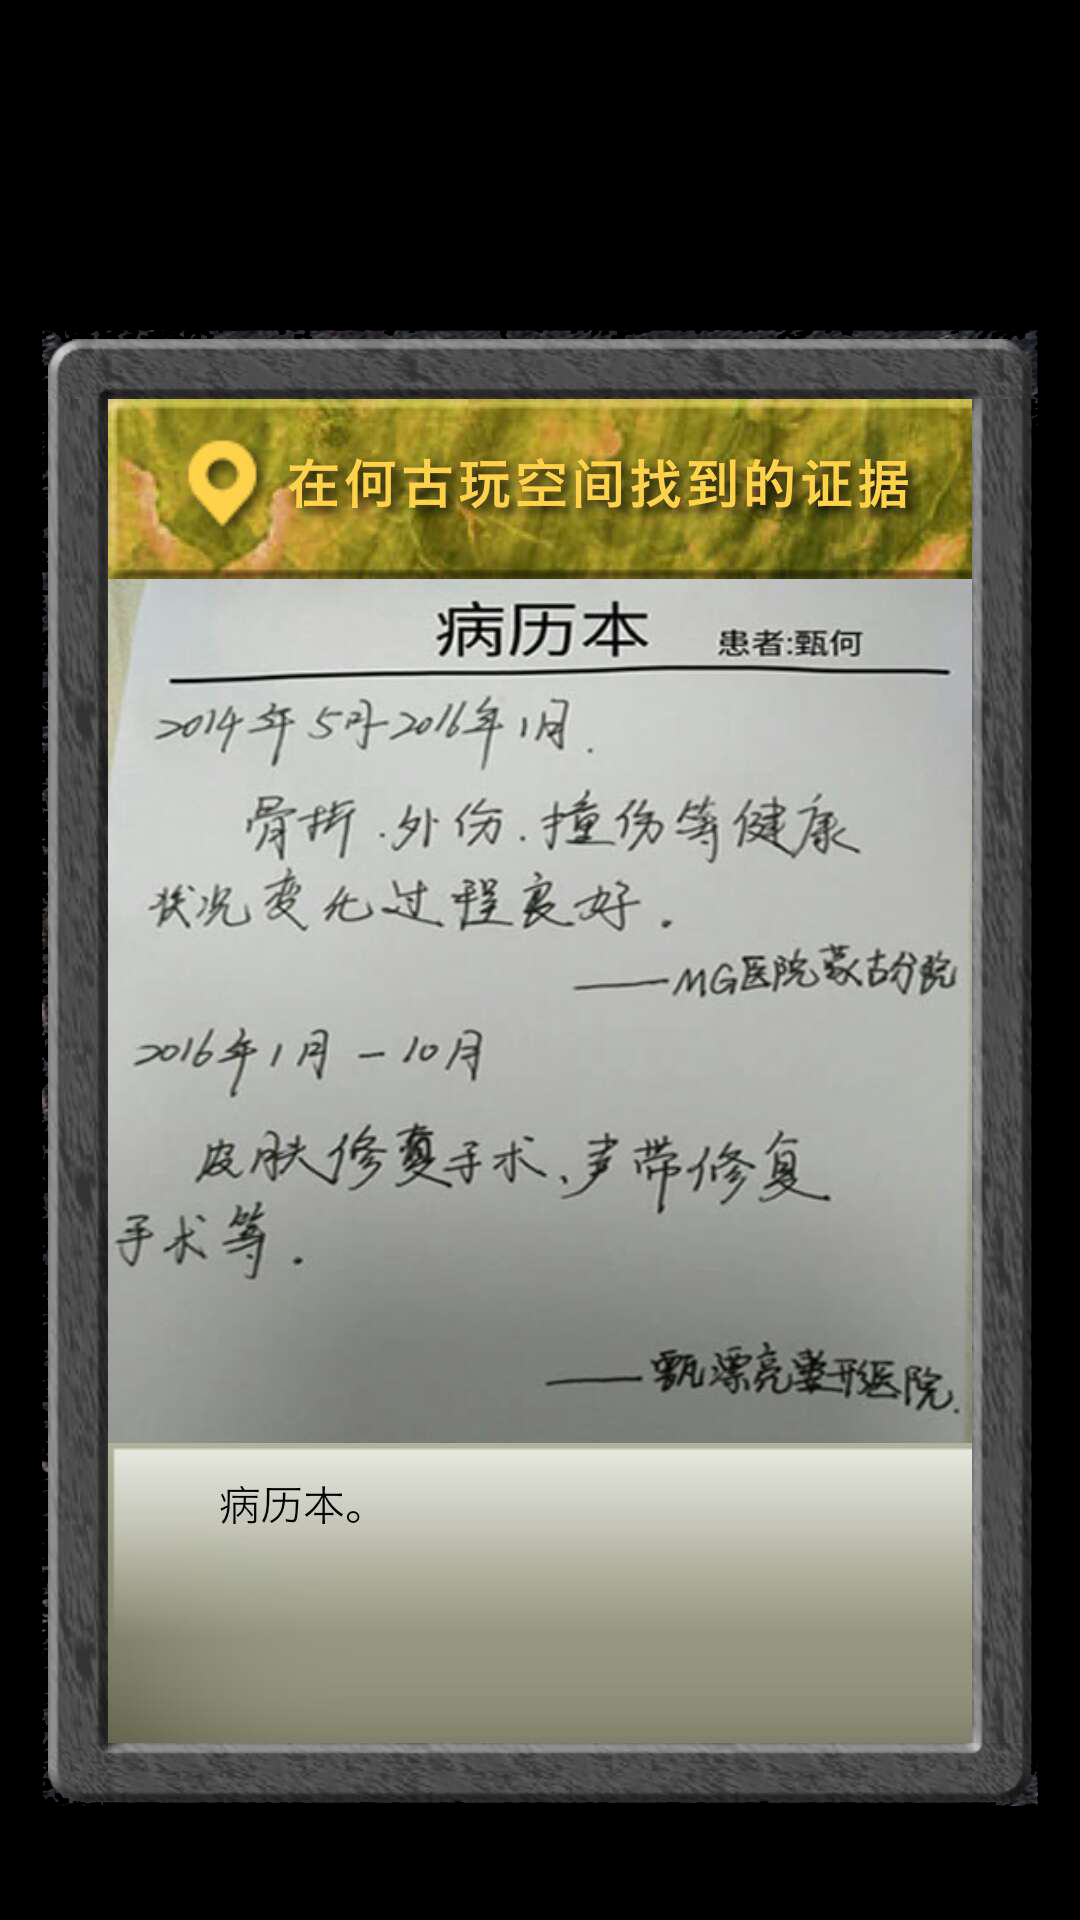 在何古玩空间找到的证据
病历本 患者:甄何
2014年5月-2016年1月.
骨折.外伤.撞伤等健康
状况变化过程良好.
——MG医院蒙古分院
2016年1月-10月
皮肤修复手术、声带修复
手术等.
——甄漂亮整形医院.
病历本。